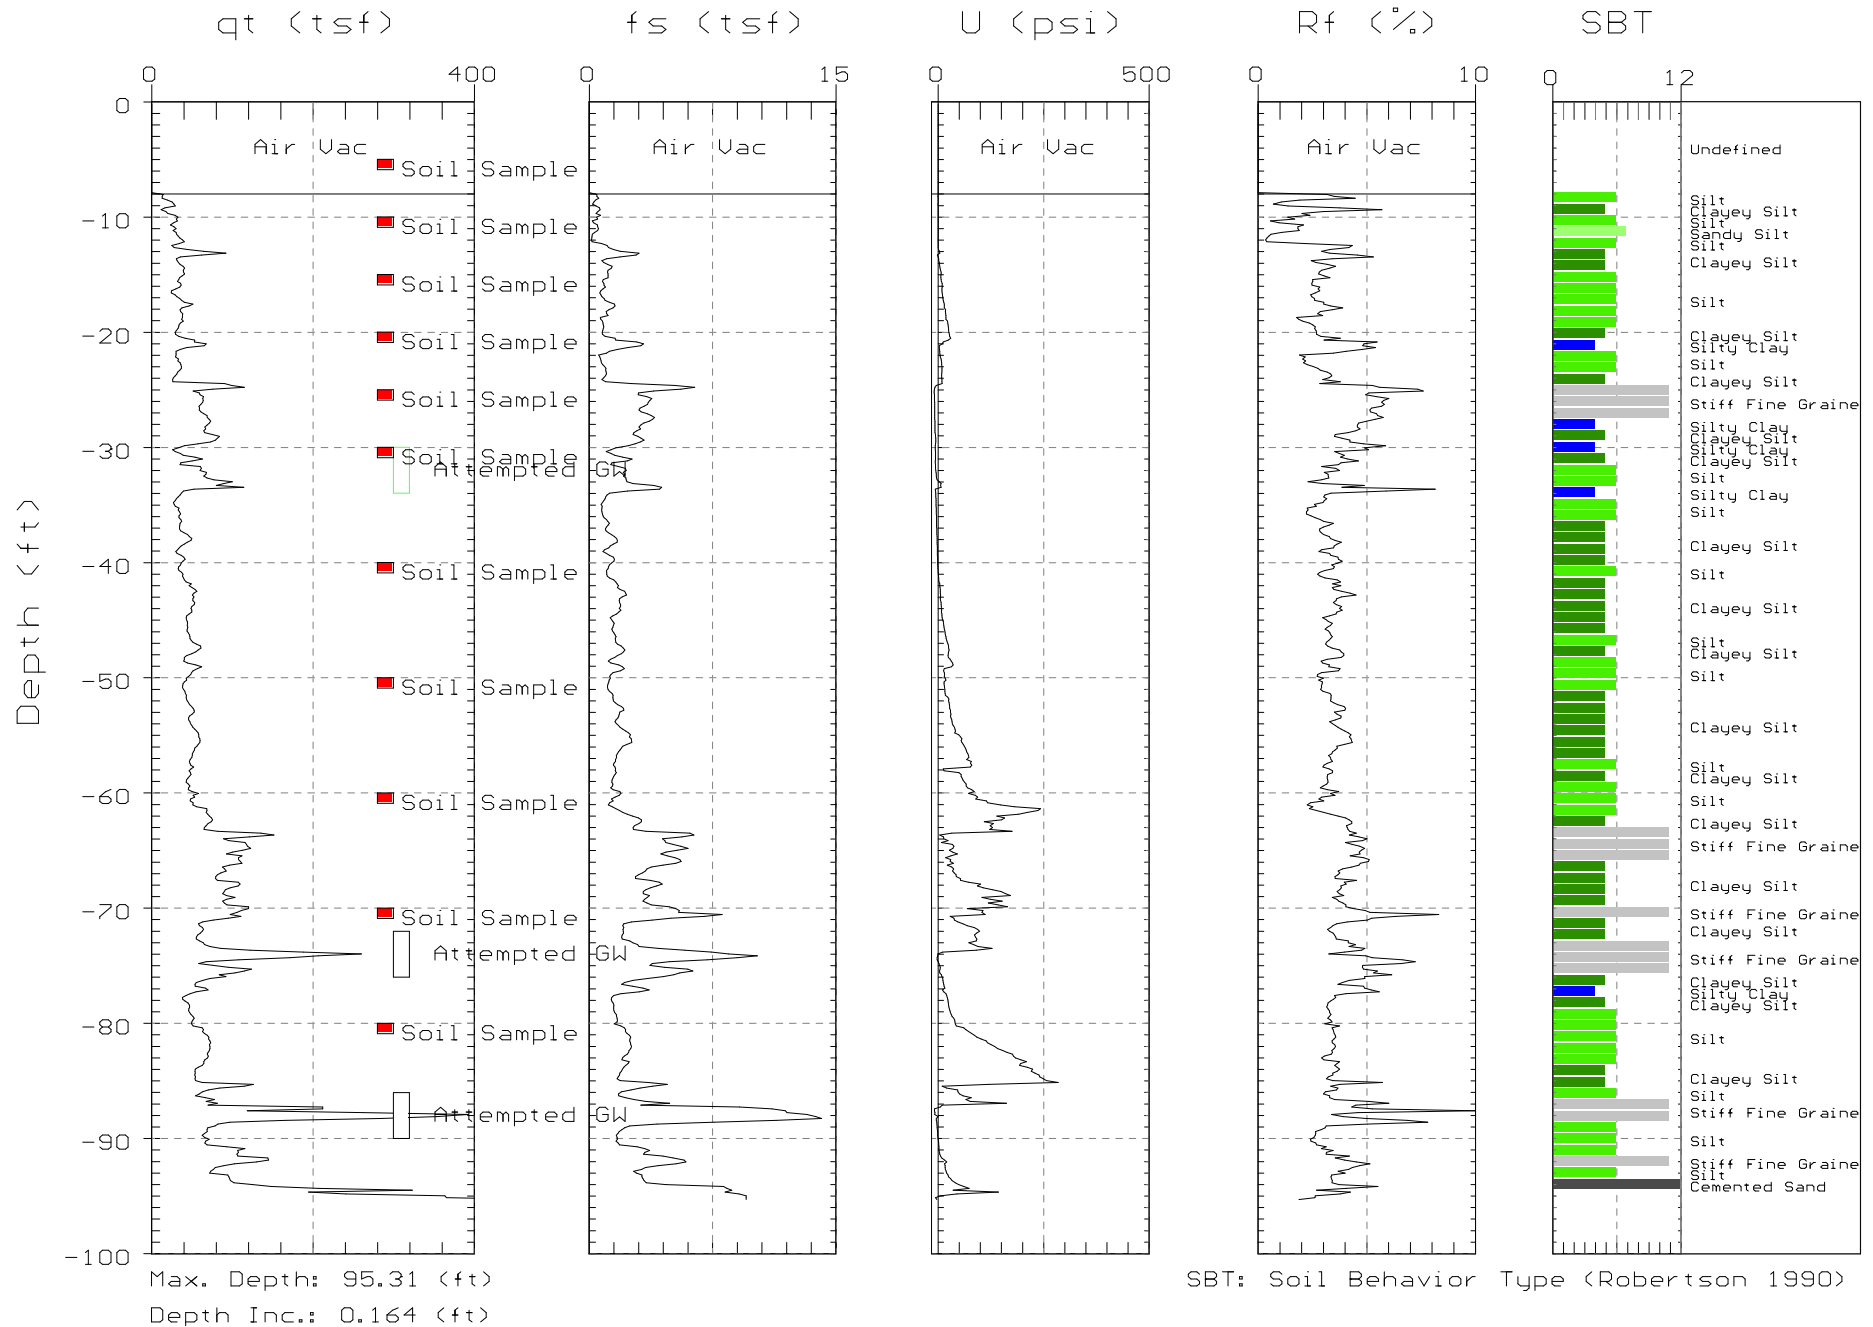 qt (tsf) fs (tsf) U (psi) Rf (%) SBT
0 400 0 15 0 500 0 10 0 12
0
Air Vac Air Vac Air Vac Air Vac
Undefined
Soil Sample
Silt
Clayey Silt
-10
Silt
Soil Sample
Sandy Silt
Silt
Clayey Silt
Soil Sample
Silt
-20
Clayey Silt
Soil Sample
Silty Clay
Silt
Clayey Silt
Soil Sample
Stiff Fine Graine
Silty Clay
Clayey Silt
-30
Silty Clay
Soil Sample
Clayey Silt
Attempted GW
Silt
Silty Clay
Silt
Clayey Silt
-40
Soil Sample
Silt
Clayey Silt
Silt
Clayey Silt
Silt
-50
Soil Sample
Clayey Silt
Silt
Clayey Silt
-60
Silt
Soil Sample
Clayey Silt
Stiff Fine Graine
Clayey Silt
-70
Stiff Fine Graine
Soil Sample
Clayey Silt
Attempted GW
Stiff Fine Graine
Clayey Silt
Silty Clay
Clayey Silt
-80
Soil Sample
Silt
Clayey Silt
Silt
Stiff Fine Graine
Attempted GW
-90
Silt
Stiff Fine Graine
Silt
Cemented Sand
-100
Depth (ft)
Max. Depth: 95.31 (ft)
SBT: Soil Behavior Type (Robertson 1990)
Depth Inc.: 0.164 (ft)